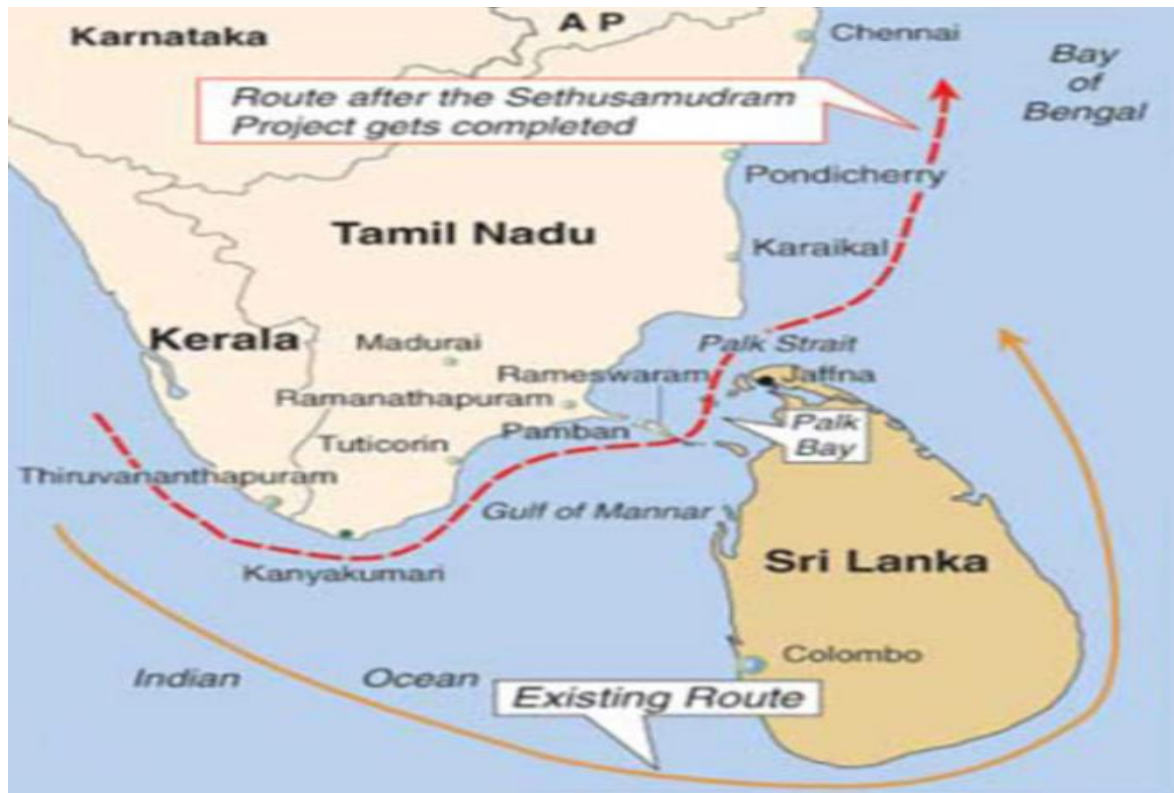 Karnataka
A P
Chennai
Bay
of
Bengal
Route after the Sethusamudram
Project gets completed
Pondicherry
Tamil Nadu
Karaikal
Kerala
Madurai
Palk Strait
Rameswaram
Jaffna
Ramanathapuram
Pamban
Palk
Bay
Tuticorin
Thiruvananthapuram
Gulf of Mannar
Kanyakumari
Sri Lanka
Colombo
Indian Ocean
Existing Route